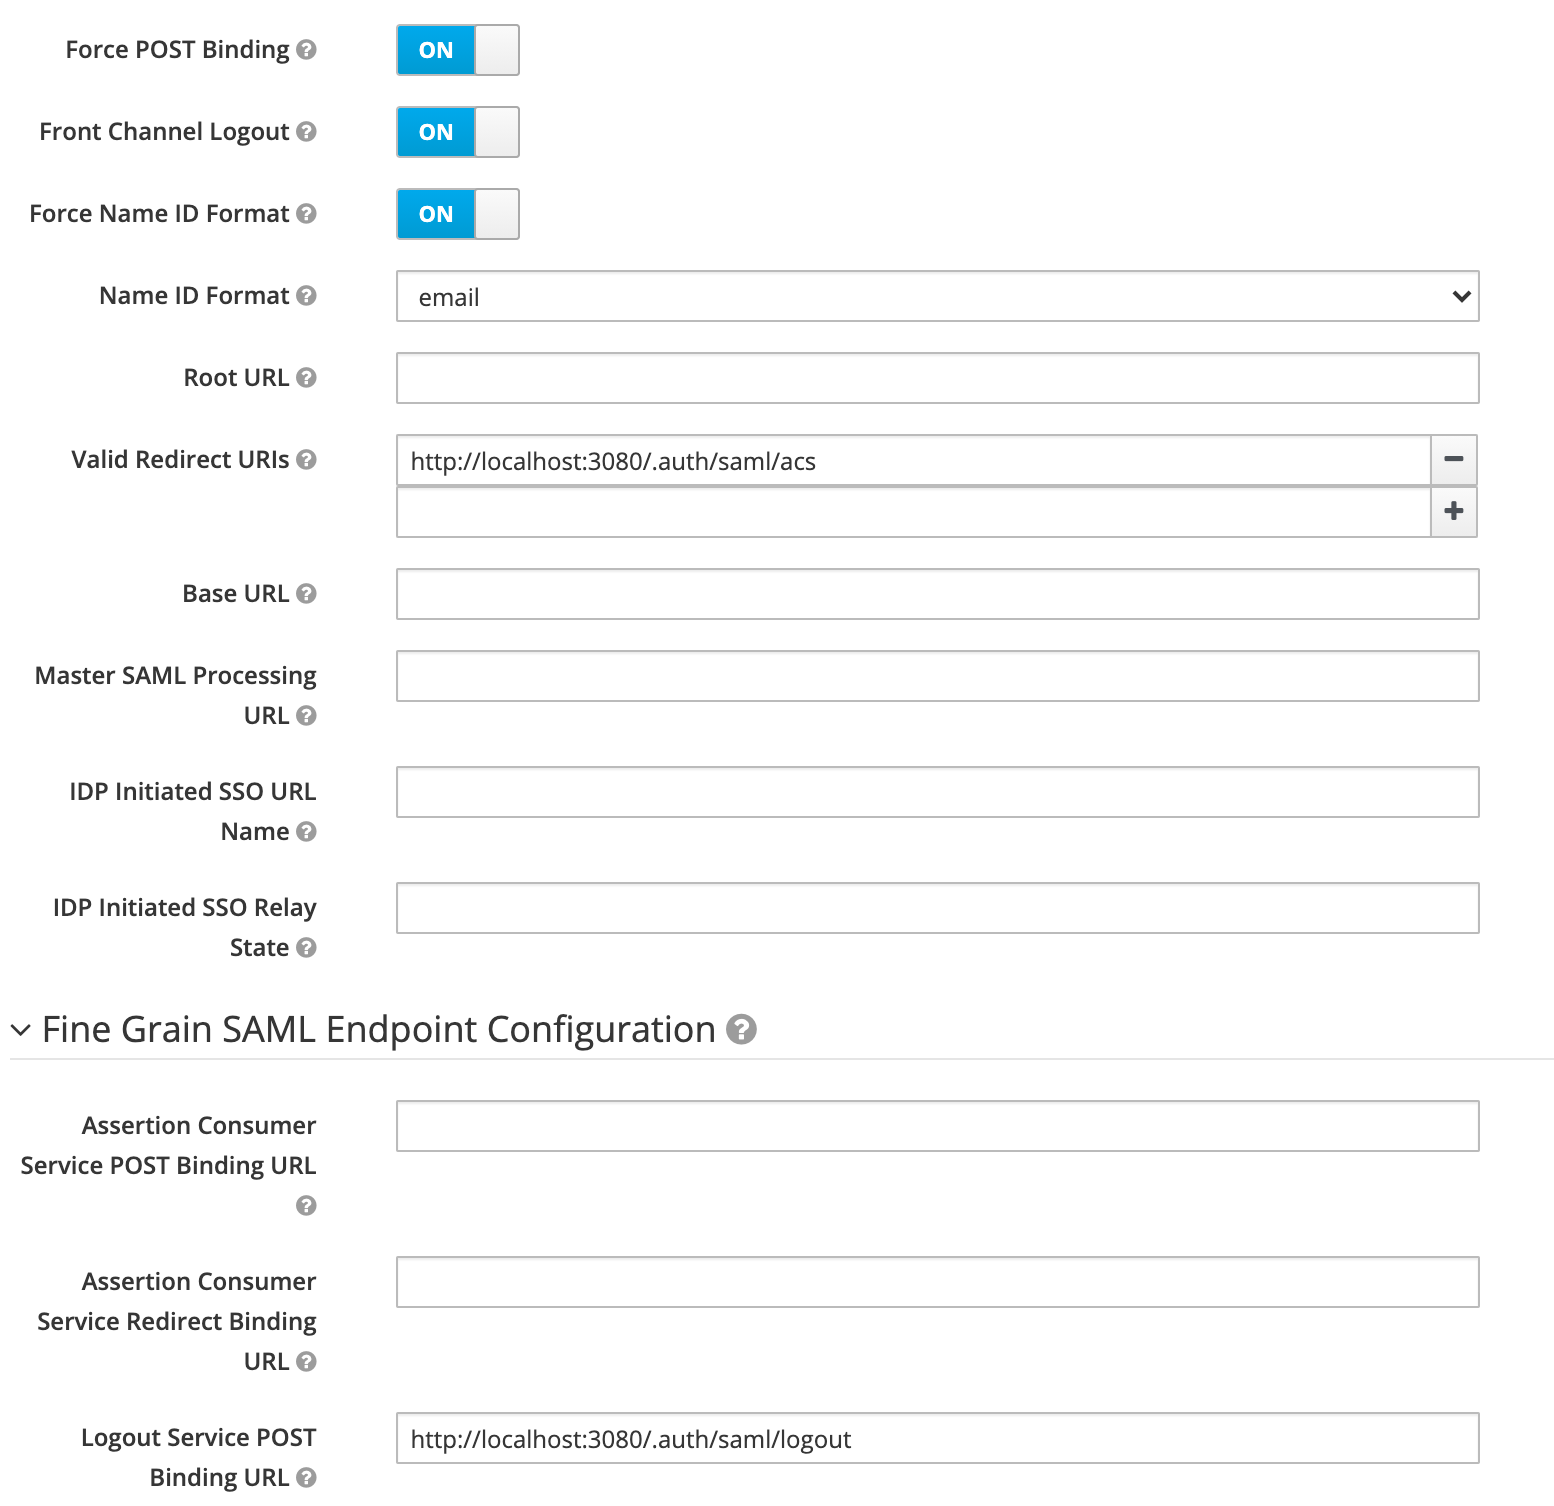 Force POST Binding ?
ON
Front Channel Logout ?
ON
Force Name ID Format ?
ON
Name ID Format ?
email
Root URL ?
Valid Redirect URIs ?
http://localhost:3080/.auth/saml/acs
Base URL ?
Master SAML Processing
URL ?
IDP Initiated SSO URL
Name ?
IDP Initiated SSO Relay
State ?
Fine Grain SAML Endpoint Configuration ?
Assertion Consumer
Service POST Binding URL
?
Assertion Consumer
Service Redirect Binding
URL ?
Logout Service POST
Binding URL ?
http://localhost:3080/.auth/saml/logout